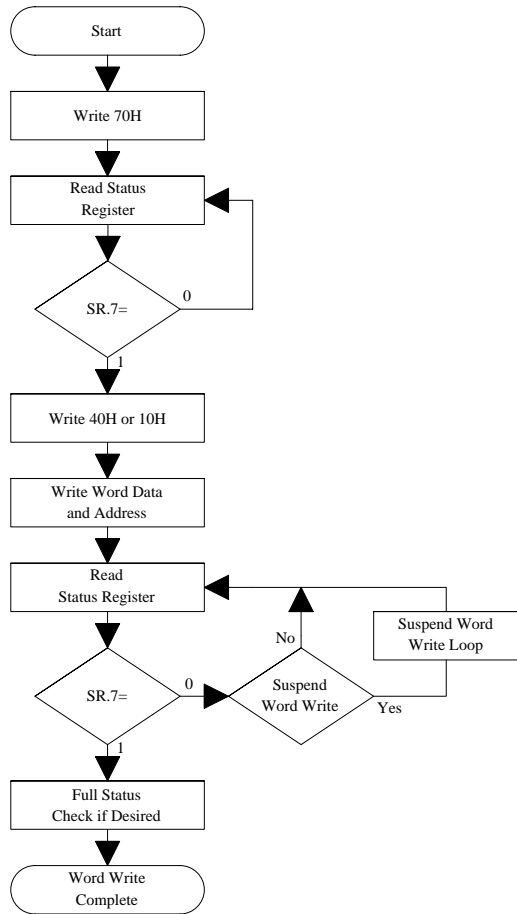 Start
Write 70H
Read Status
Register
SR.7=
0
1
Write 40H or 10H
Write Word Data
and Address
Read
Status Register
Suspend Word
Write Loop
No
SR.7=
0
Suspend
Word Write
Yes
1
Full Status
Check if Desired
Word Write
Complete